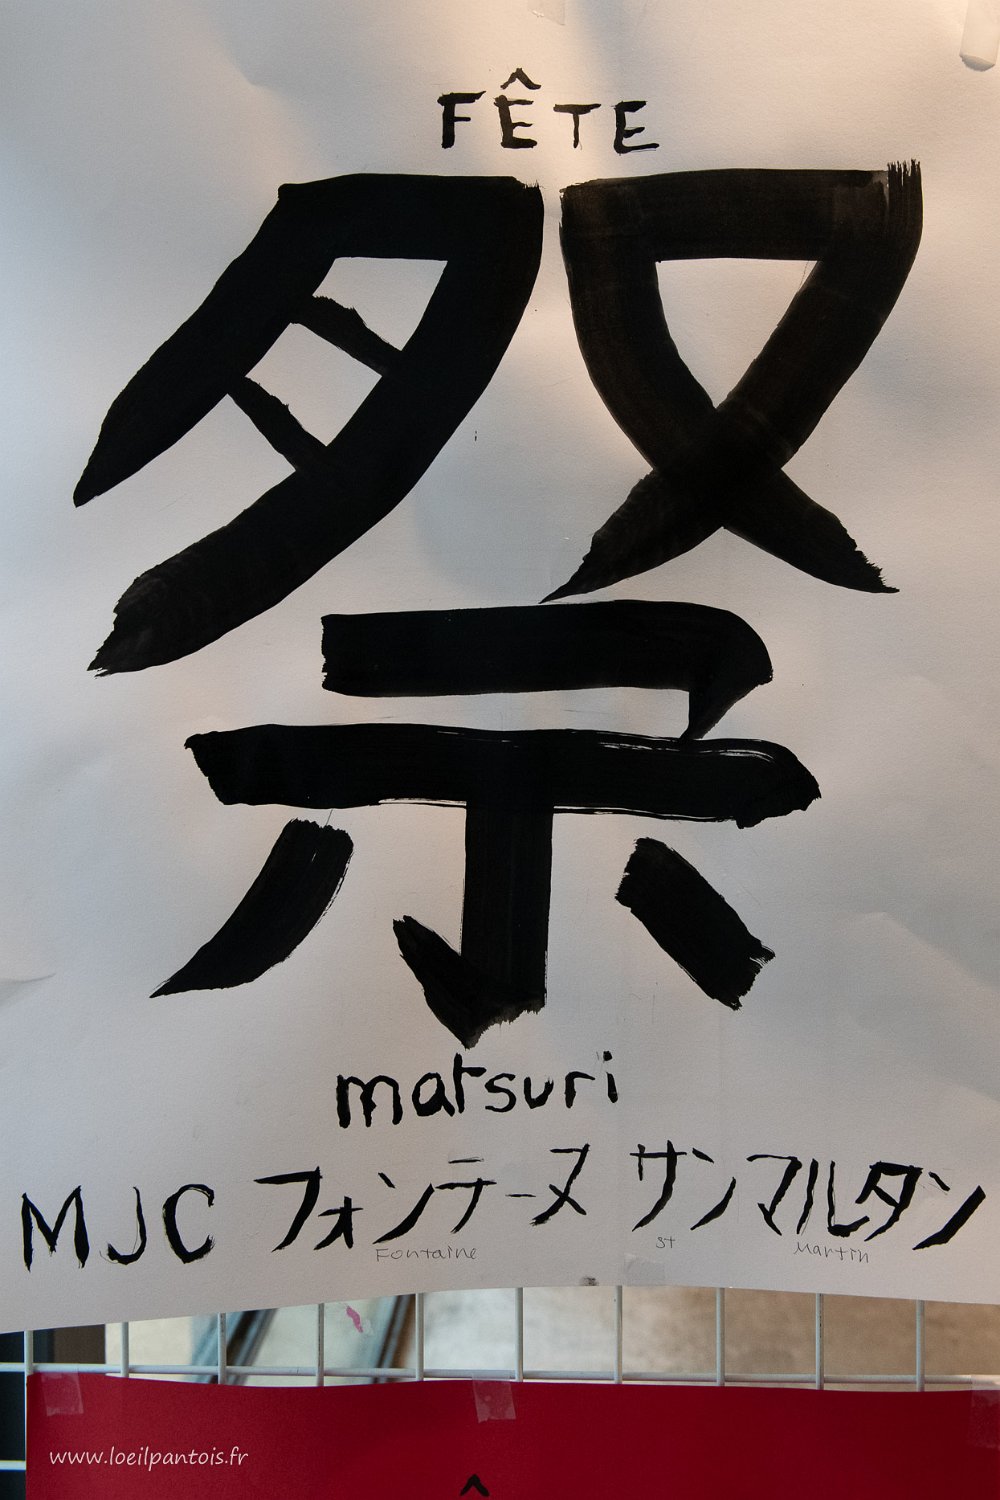 FÊTE
祭
matsuri
MJC フォンテーヌ サンマルタン
Fontaine st Martin
www.loeilpantois.fr